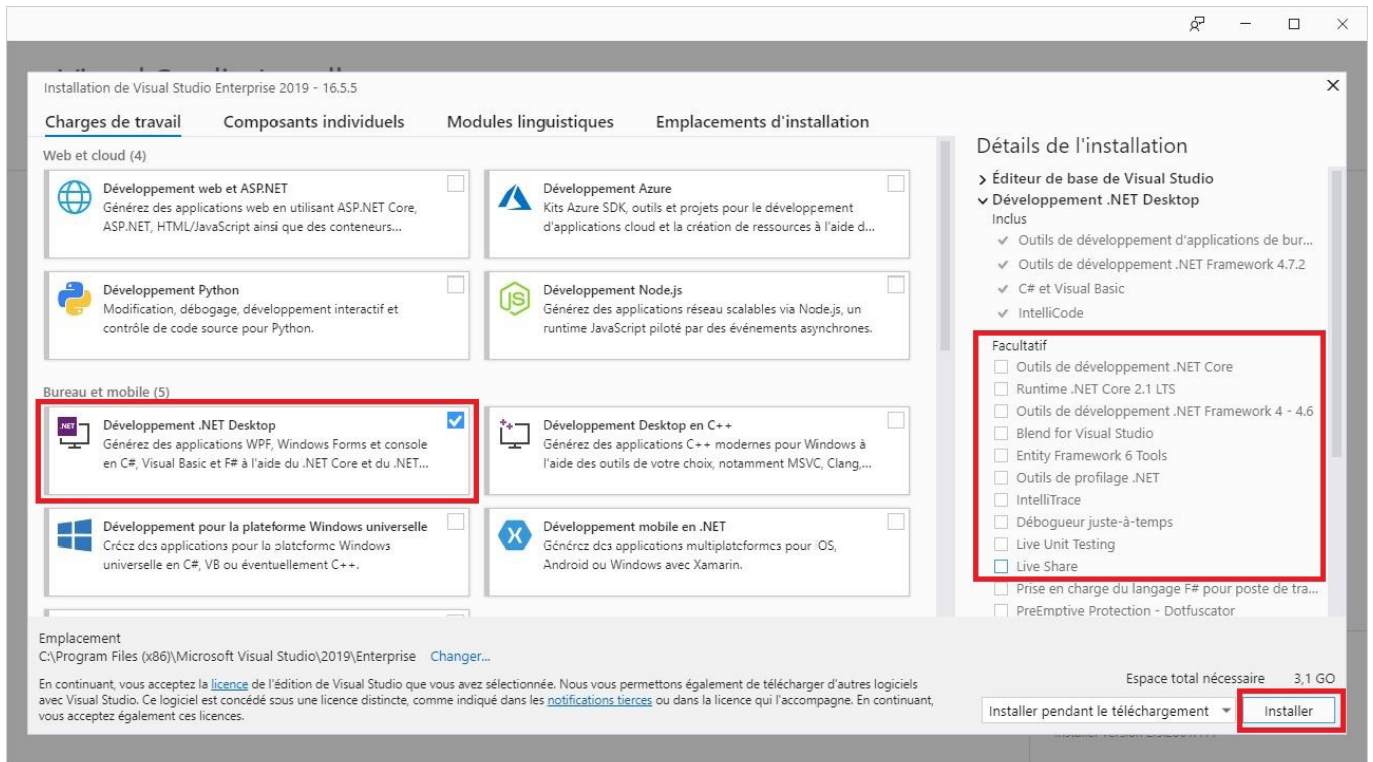 Installation de Visual Studio Enterprise 2019 - 16.5.5
Charges de travail
Composants individuels
Modules linguistiques
Emplacements d'installation
Web et cloud (4)
Développement web et ASP.NET
Générez des applications web en utilisant ASP.NET Core,
ASP.NET, HTML/JavaScript ainsi que des conteneurs...
Développement Azure
Kits Azure SDK, outils et projets pour le développement
d'applications cloud et la création de ressources à l'aide d...
Développement Python
Modification, débogage, développement interactif et
contrôle de code source pour Python.
Développement Node.js
Générez des applications réseau scalables via Node.js, un
runtime JavaScript piloté par des événements asynchrones.
Bureau et mobile (5)
.NET
Développement .NET Desktop
Générez des applications WPF, Windows Forms et console
en C#, Visual Basic et F# à l'aide du .NET Core et du .NET...
Développement Desktop en C++
Générez des applications C++ modernes pour Windows à
l'aide des outils de votre choix, notamment MSVC, Clang,...
Développement pour la plateforme Windows universelle
Créez des applications pour la plateforme Windows
universelle en C#, VB ou éventuellement C++.
Développement mobile en .NET
Générez des applications multiplateformes pour iOS,
Android ou Windows avec Xamarin.
Détails de l'installation
Éditeur de base de Visual Studio
Développement .NET Desktop
Inclus
Outils de développement d'applications de bur...
Outils de développement .NET Framework 4.7.2
C# et Visual Basic
IntelliCode
Facultatif
Outils de développement .NET Core
Runtime .NET Core 2.1 LTS
Outils de développement .NET Framework 4 - 4.6
Blend for Visual Studio
Entity Framework 6 Tools
Outils de profilage .NET
IntelliTrace
Débogueur juste-à-temps
Live Unit Testing
Live Share
Prise en charge du langage F# pour poste de tra...
PreEmptive Protection - Dotfuscator
Emplacement
C:\Program Files (x86)\Microsoft Visual Studio\2019\Enterprise Changer...
En continuant, vous acceptez la licence de l'édition de Visual Studio que vous avez sélectionnée. Nous vous permettons également de télécharger d'autres logiciels
avec Visual Studio. Ce logiciel est concédé sous une licence distincte, comme indiqué dans les notifications tierces ou dans la licence qui l'accompagne. En continuant,
vous acceptez également ces licences.
Espace total nécessaire 3,1 GO
Installer pendant le téléchargement
Installer